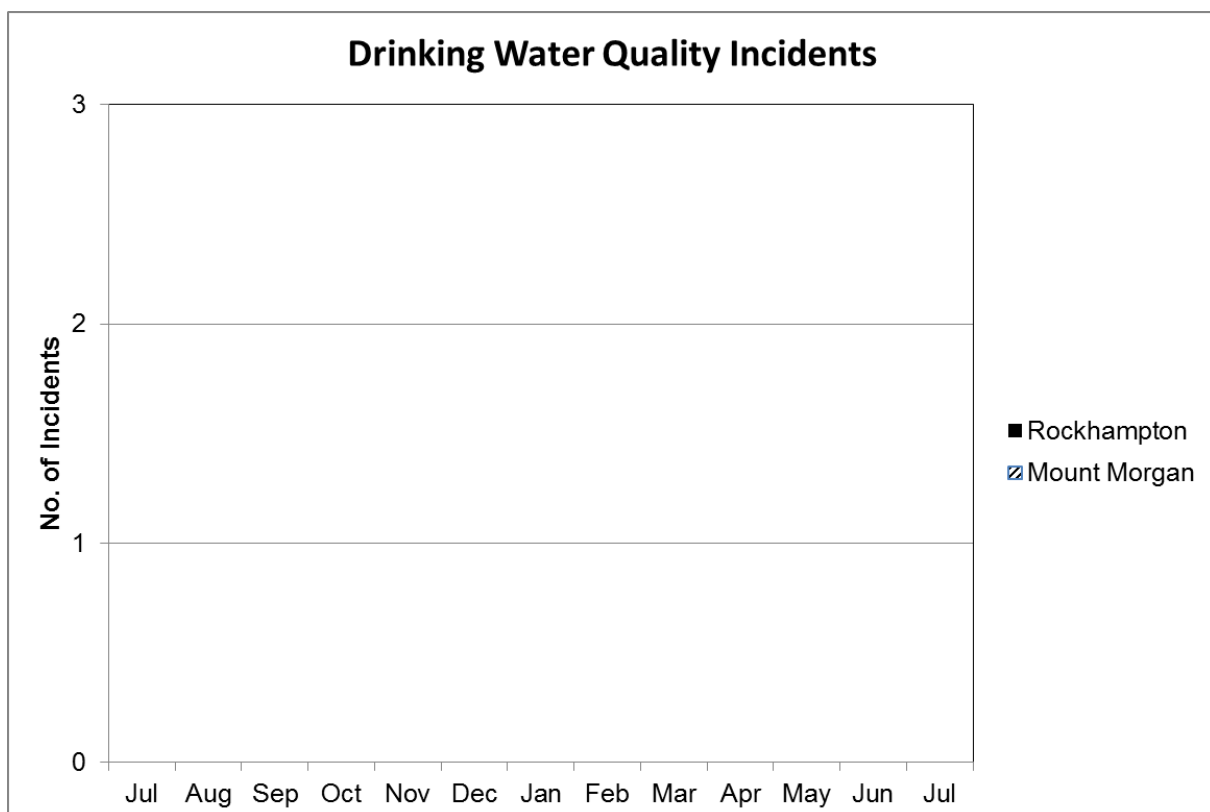 Drinking Water Quality Incidents
3
2
1
0
No. of Incidents
Jul Aug Sep Oct Nov Dec Jan Feb Mar Apr May Jun Jul
Rockhampton
Mount Morgan